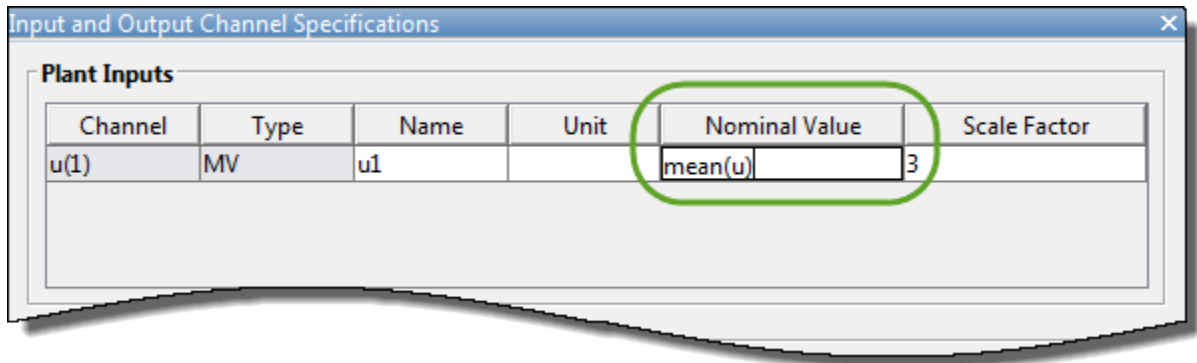 Input and Output Channel Specifications
Plant Inputs
Channel Type Name Unit Nominal Value Scale Factor
u(1) MV u1 mean(u) 3